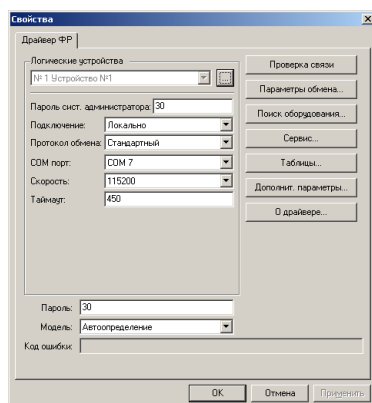 Свойства
Драйвер ФР
Логические устройства
№ 1 Устройство №1
...
Пароль сист. администратора: 30
Подключение: Локально
Протокол обмена: Стандартный
COM порт: COM 7
Скорость: 115200
Таймаут: 450
Проверка связи
Параметры обмена...
Поиск оборудования...
Сервис...
Таблицы...
Дополнит. параметры...
О драйвере...
Пароль: 30
Модель: Автоопределение
Код ошибки:
OK Отмена Применить